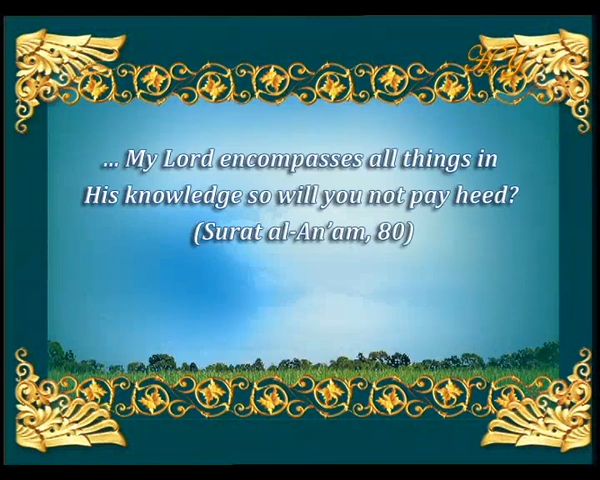 HY
... My Lord encompasses all things in
His knowledge so will you not pay heed?
(Surat al-An'am, 80)